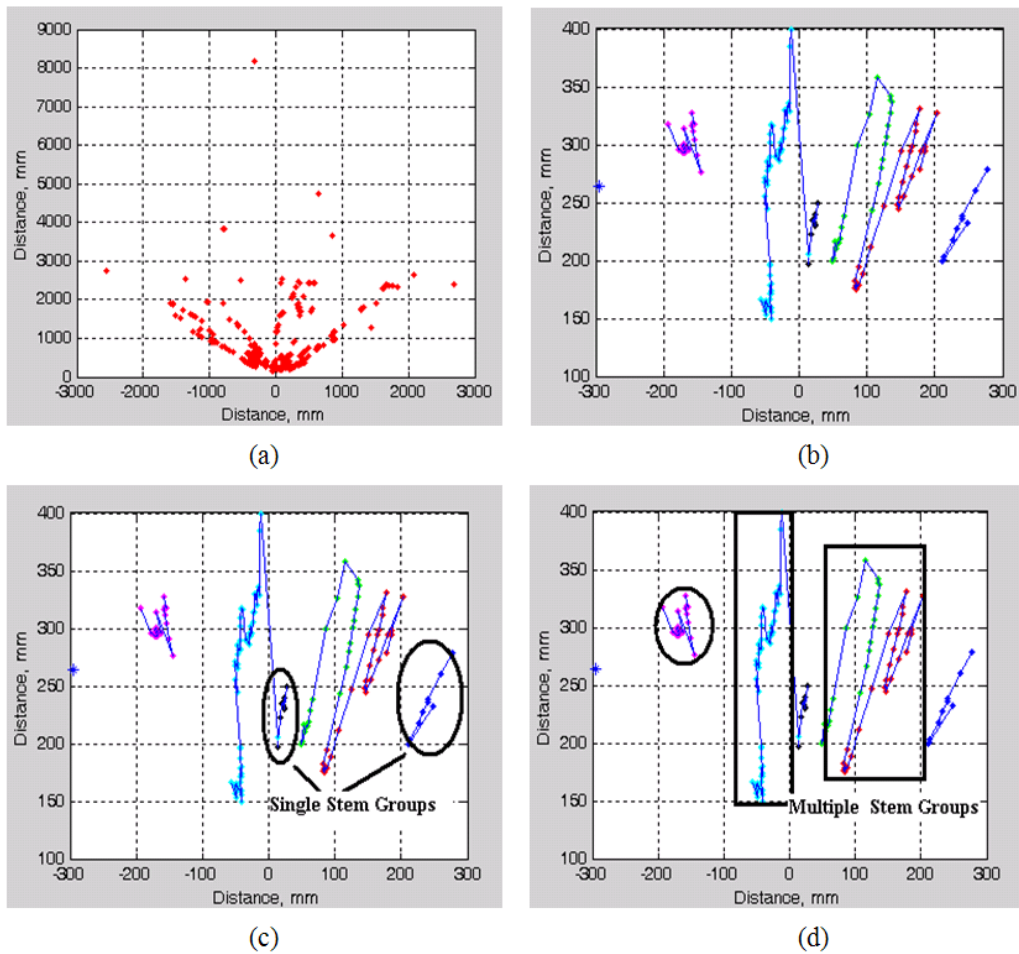 9000
8000
7000
6000
5000
4000
3000
2000
1000
0
-3000 -2000 -1000 0 1000 2000 3000
Distance, mm
Distance, mm
(a)
400
350
300
250
200
150
100
-300 -200 -100 0 100 200 300
Distance, mm
Distance, mm
(b)
400
350
300
250
200
150
100
-300 -200 -100 0 100 200 300
Distance, mm
Distance, mm
Single Stem Groups
(c)
400
350
300
250
200
150
100
-300 -200 -100 0 100 200 300
Distance, mm
Distance, mm
Multiple Stem Groups
(d)